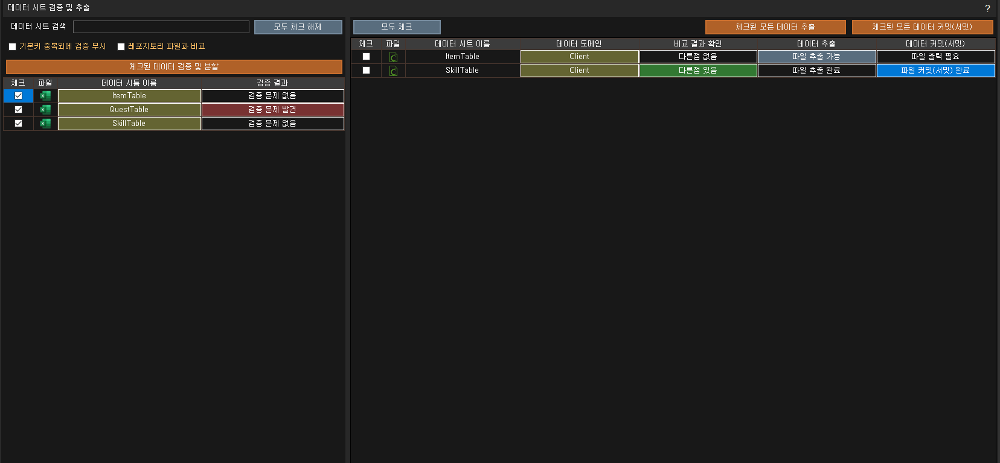 데이터 시트 검증 및 추출
?
데이터 시트 검색
모두 체크 해제
기본키 중복외에 검증 무시
레포지토리 파일과 비교
체크된 데이터 검증 및 분할
체크 파일 데이터 시틑 이름 검증 결과
ItemTable 검증 문제 없음
QuestTable 검증 문제 발견
SkillTable 검증 문제 없음
모두 체크
체크된 모든 데이터 추출
체크된 모든 데이터 커밋(서밋)
체크 파일 데이터 시트 이름 데이터 도메인 비교 결과 확인 데이터 추출 데이터 커밋(서밋)
ItemTable Client 다른점 없음 파일 추출 가능 파일 출력 필요
SkillTable Client 다른점 있음 파일 추출 완료 파일 커밋(서밋) 완료